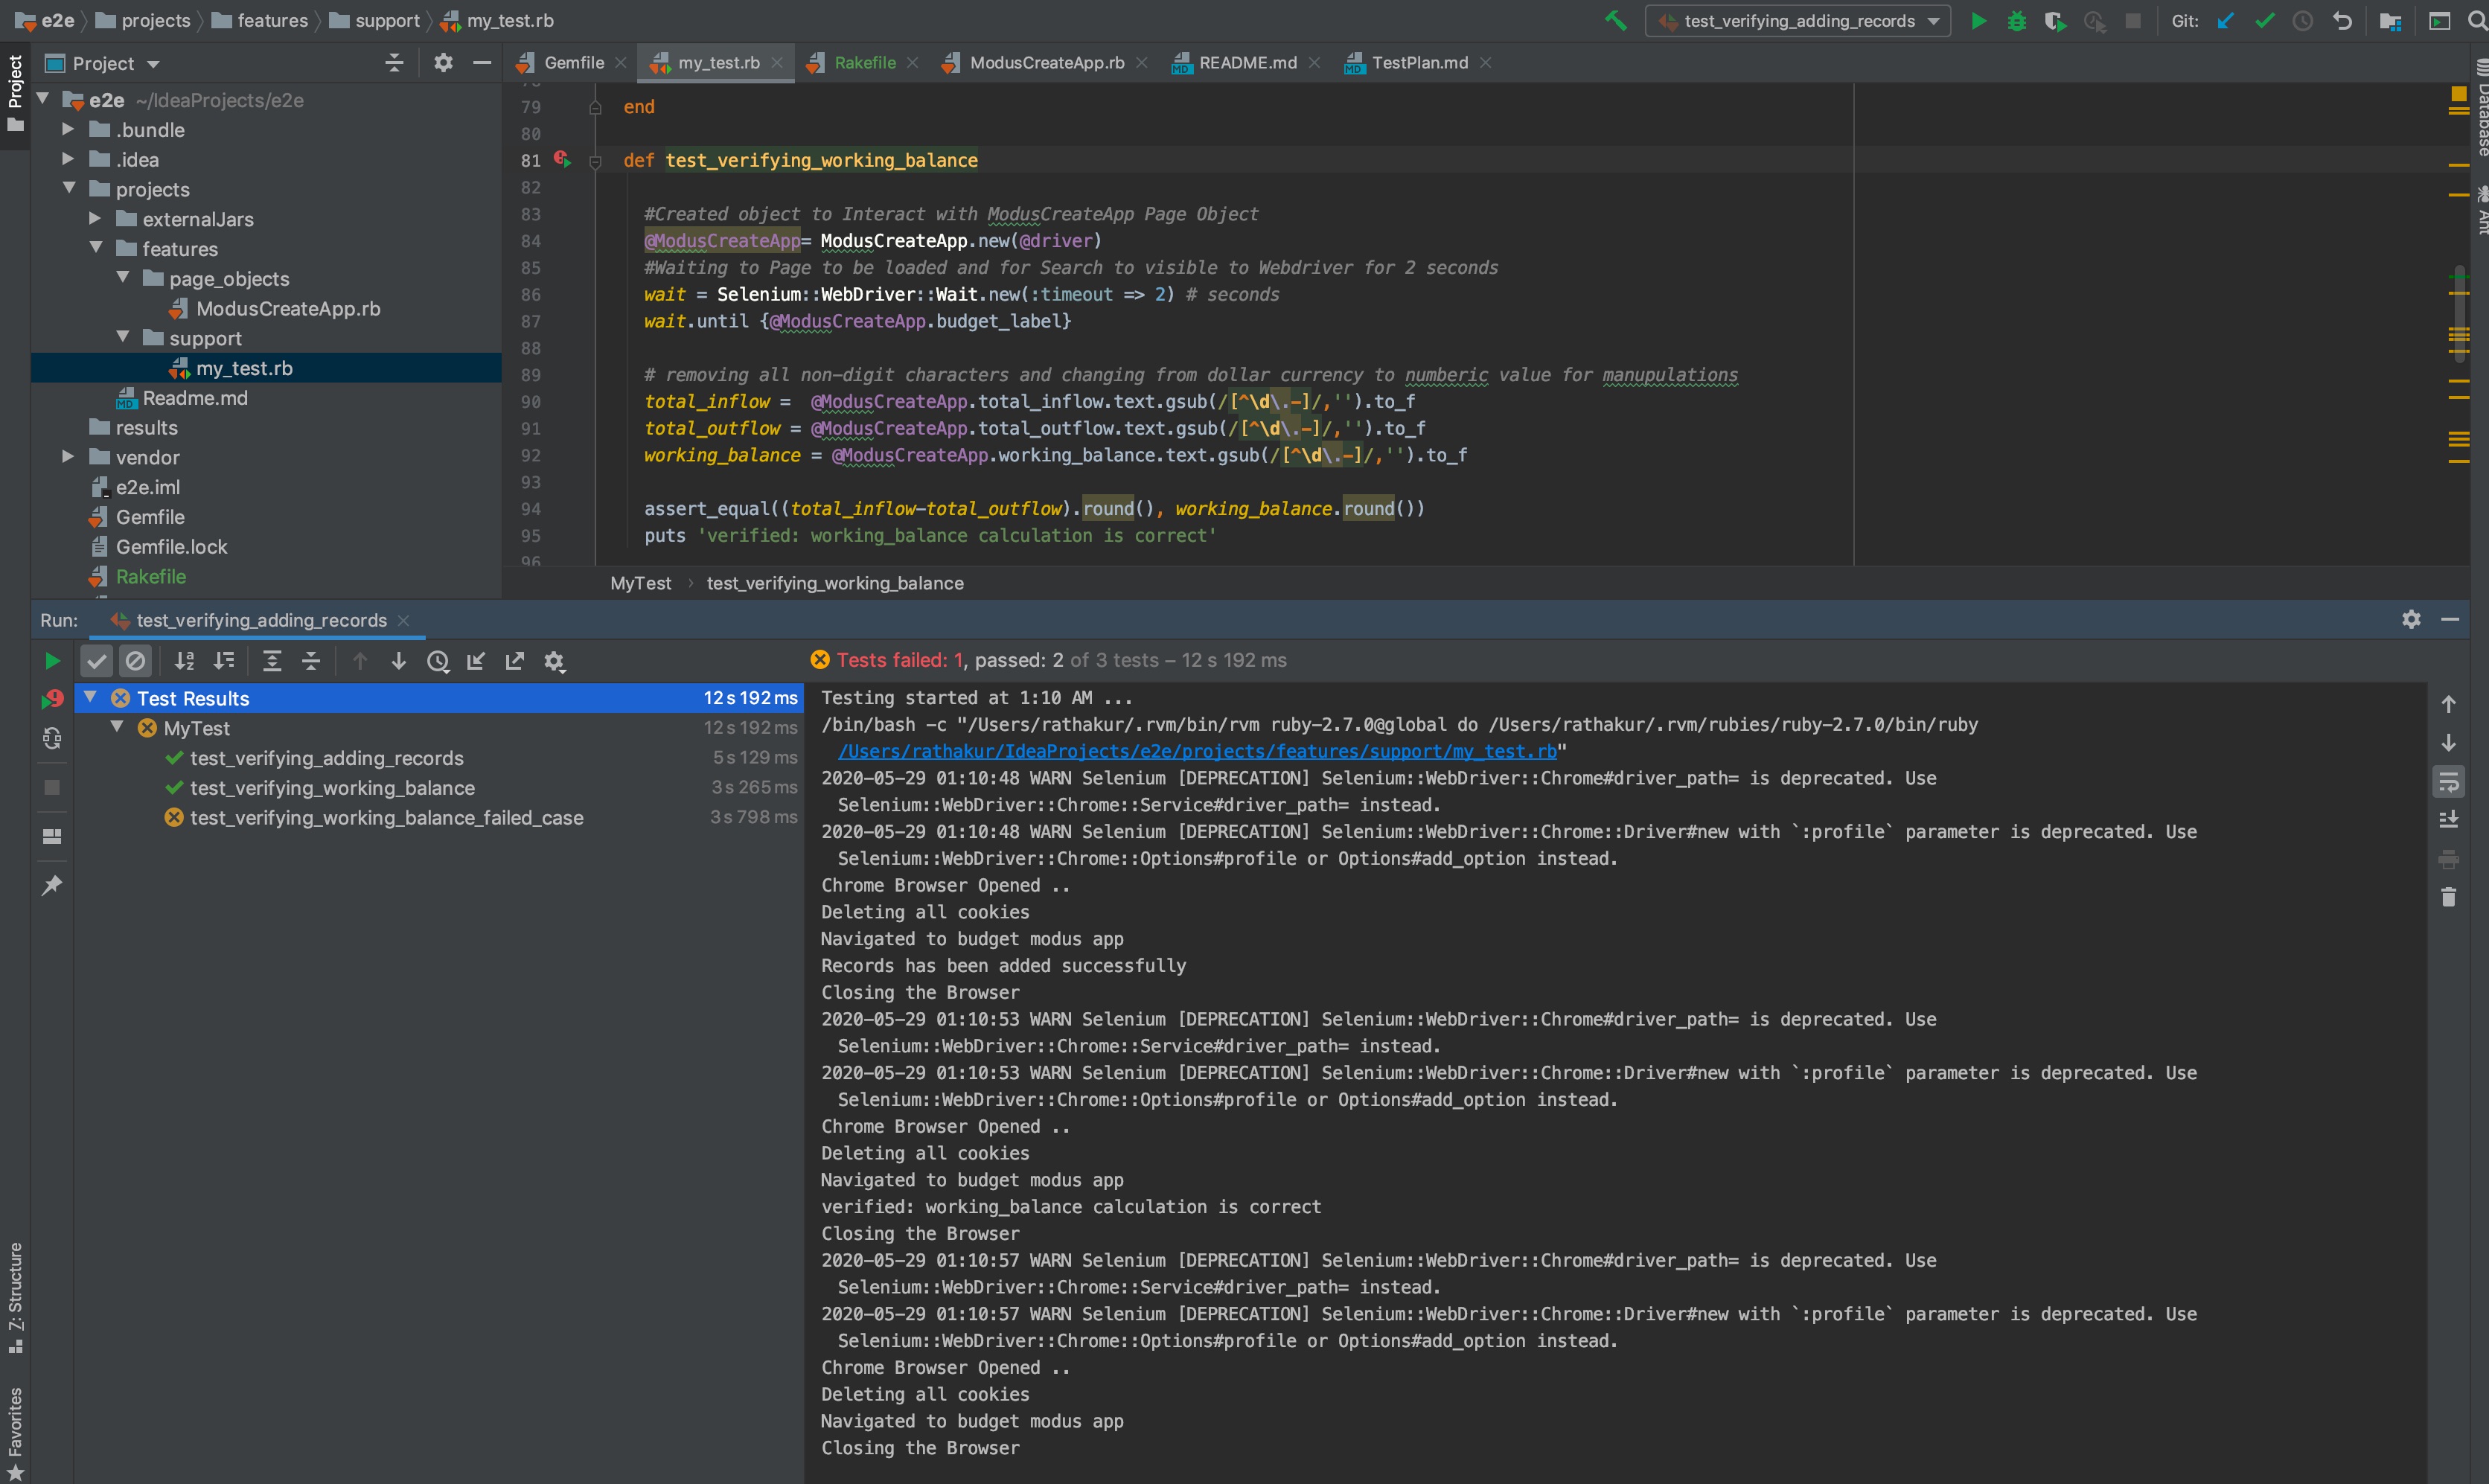 e2e projects features support my_test.rb
test_verifying_adding_records
Git:
Project
Gemfile
my_test.rb
Rakefile
ModusCreateApp.rb
README.md
TestPlan.md
Project
Database
Ant
e2e ~/IdeaProjects/e2e
.bundle
.idea
projects
externalJars
features
page_objects
ModusCreateApp.rb
support
my_test.rb
Readme.md
results
vendor
e2e.iml
Gemfile
Gemfile.lock
Rakefile
79 end
80
81 def test_verifying_working_balance
82
83 #Created object to Interact with ModusCreateApp Page Object
84 @ModusCreateApp= ModusCreateApp.new(@driver)
85 #Waiting to Page to be loaded and for Search to visible to Webdriver for 2 seconds
86 wait = Selenium::WebDriver::Wait.new(:timeout => 2) # seconds
87 wait.until {@ModusCreateApp.budget_label}
88
89 # removing all non-digit characters and changing from dollar currency to numberic value for manupulations
90 total_inflow =  @ModusCreateApp.total_inflow.text.gsub(/[^\d\.-]/,'').to_f
91 total_outflow = @ModusCreateApp.total_outflow.text.gsub(/[^\d\.-]/,'').to_f
92 working_balance = @ModusCreateApp.working_balance.text.gsub(/[^\d\.-]/,'').to_f
93
94 assert_equal((total_inflow-total_outflow).round(), working_balance.round())
95 puts 'verified: working_balance calculation is correct'
96
MyTest › test_verifying_working_balance
Run: test_verifying_adding_records
Tests failed: 1, passed: 2 of 3 tests – 12 s 192 ms
Test Results 12 s 192 ms
MyTest 12 s 192 ms
test_verifying_adding_records 5 s 129 ms
test_verifying_working_balance 3 s 265 ms
test_verifying_working_balance_failed_case 3 s 798 ms
Testing started at 1:10 AM ...
/bin/bash -c "/Users/rathakur/.rvm/bin/rvm ruby-2.7.0@global do /Users/rathakur/.rvm/rubies/ruby-2.7.0/bin/ruby
/Users/rathakur/IdeaProjects/e2e/projects/features/support/my_test.rb"
2020-05-29 01:10:48 WARN Selenium [DEPRECATION] Selenium::WebDriver::Chrome#driver_path= is deprecated. Use
Selenium::WebDriver::Chrome::Service#driver_path= instead.
2020-05-29 01:10:48 WARN Selenium [DEPRECATION] Selenium::WebDriver::Chrome::Driver#new with `:profile` parameter is deprecated. Use
Selenium::WebDriver::Chrome::Options#profile or Options#add_option instead.
Chrome Browser Opened ..
Deleting all cookies
Navigated to budget modus app
Records has been added successfully
Closing the Browser
2020-05-29 01:10:53 WARN Selenium [DEPRECATION] Selenium::WebDriver::Chrome#driver_path= is deprecated. Use
Selenium::WebDriver::Chrome::Service#driver_path= instead.
2020-05-29 01:10:53 WARN Selenium [DEPRECATION] Selenium::WebDriver::Chrome::Driver#new with `:profile` parameter is deprecated. Use
Selenium::WebDriver::Chrome::Options#profile or Options#add_option instead.
Chrome Browser Opened ..
Deleting all cookies
Navigated to budget modus app
verified: working_balance calculation is correct
Closing the Browser
2020-05-29 01:10:57 WARN Selenium [DEPRECATION] Selenium::WebDriver::Chrome#driver_path= is deprecated. Use
Selenium::WebDriver::Chrome::Service#driver_path= instead.
2020-05-29 01:10:57 WARN Selenium [DEPRECATION] Selenium::WebDriver::Chrome::Driver#new with `:profile` parameter is deprecated. Use
Selenium::WebDriver::Chrome::Options#profile or Options#add_option instead.
Chrome Browser Opened ..
Deleting all cookies
Navigated to budget modus app
Closing the Browser
Z: Structure
Favorites